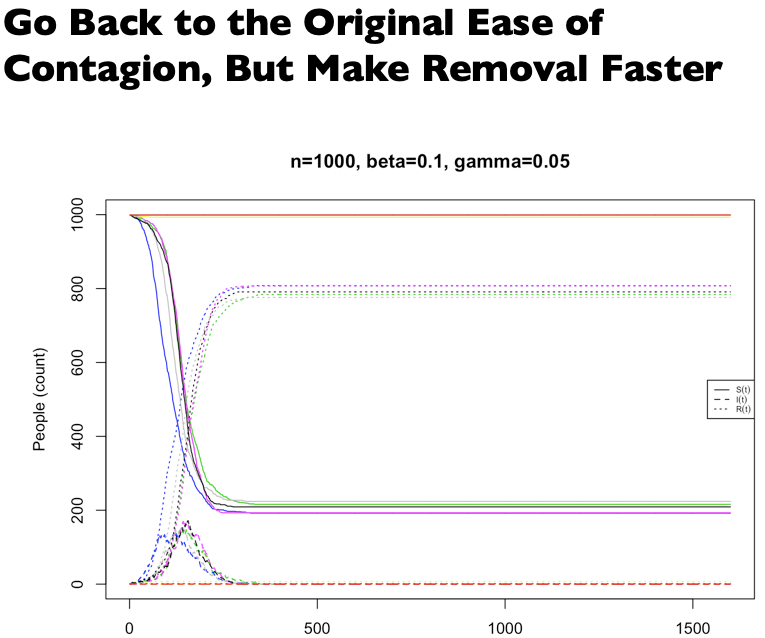 Go Back to the Original Ease of
Contagion, But Make Removal Faster
n=1000, beta=0.1, gamma=0.05
People (count)
1000
800
600
400
200
0
S(t)
I(t)
R(t)
0 500 1000 1500